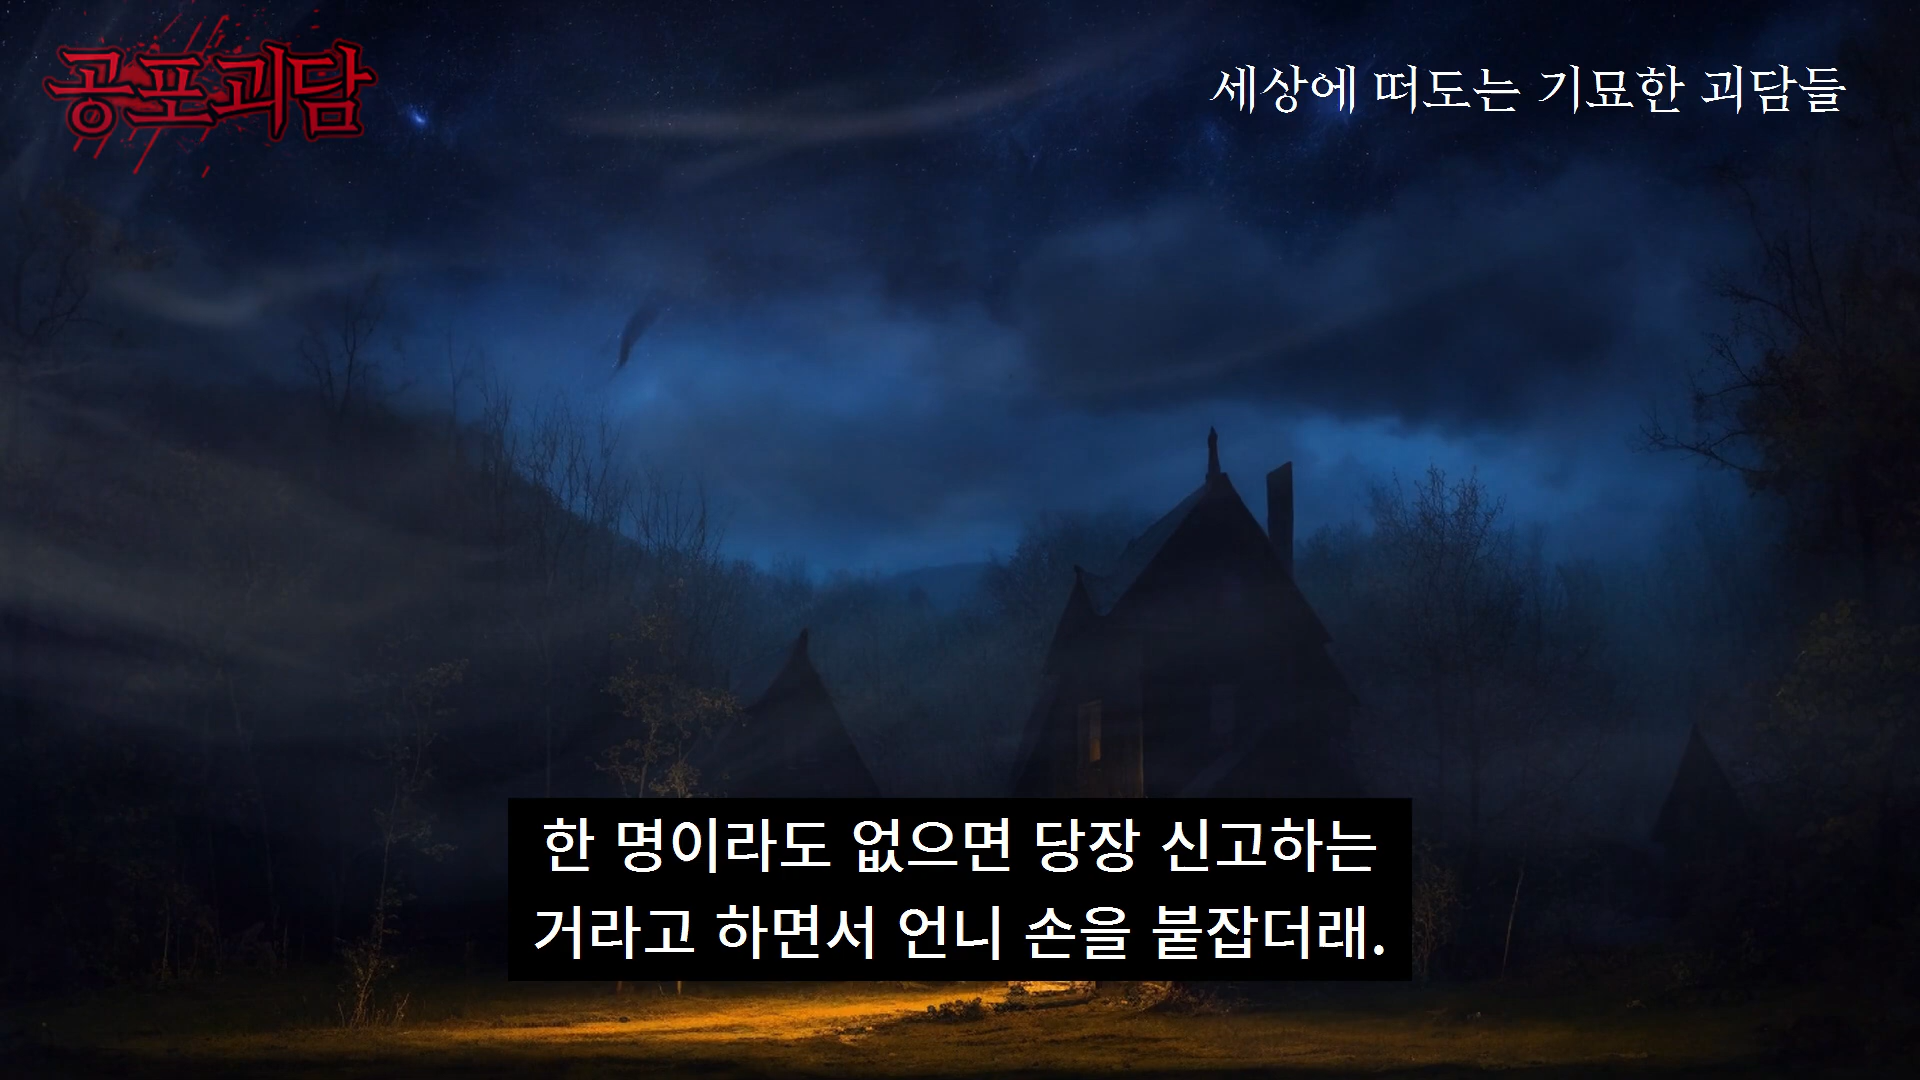 공포괴담
세상에 떠도는 기묘한 괴담들
한 명이라도 없으면 당장 신고하는
거라고 하면서 언니 손을 붙잡더래.